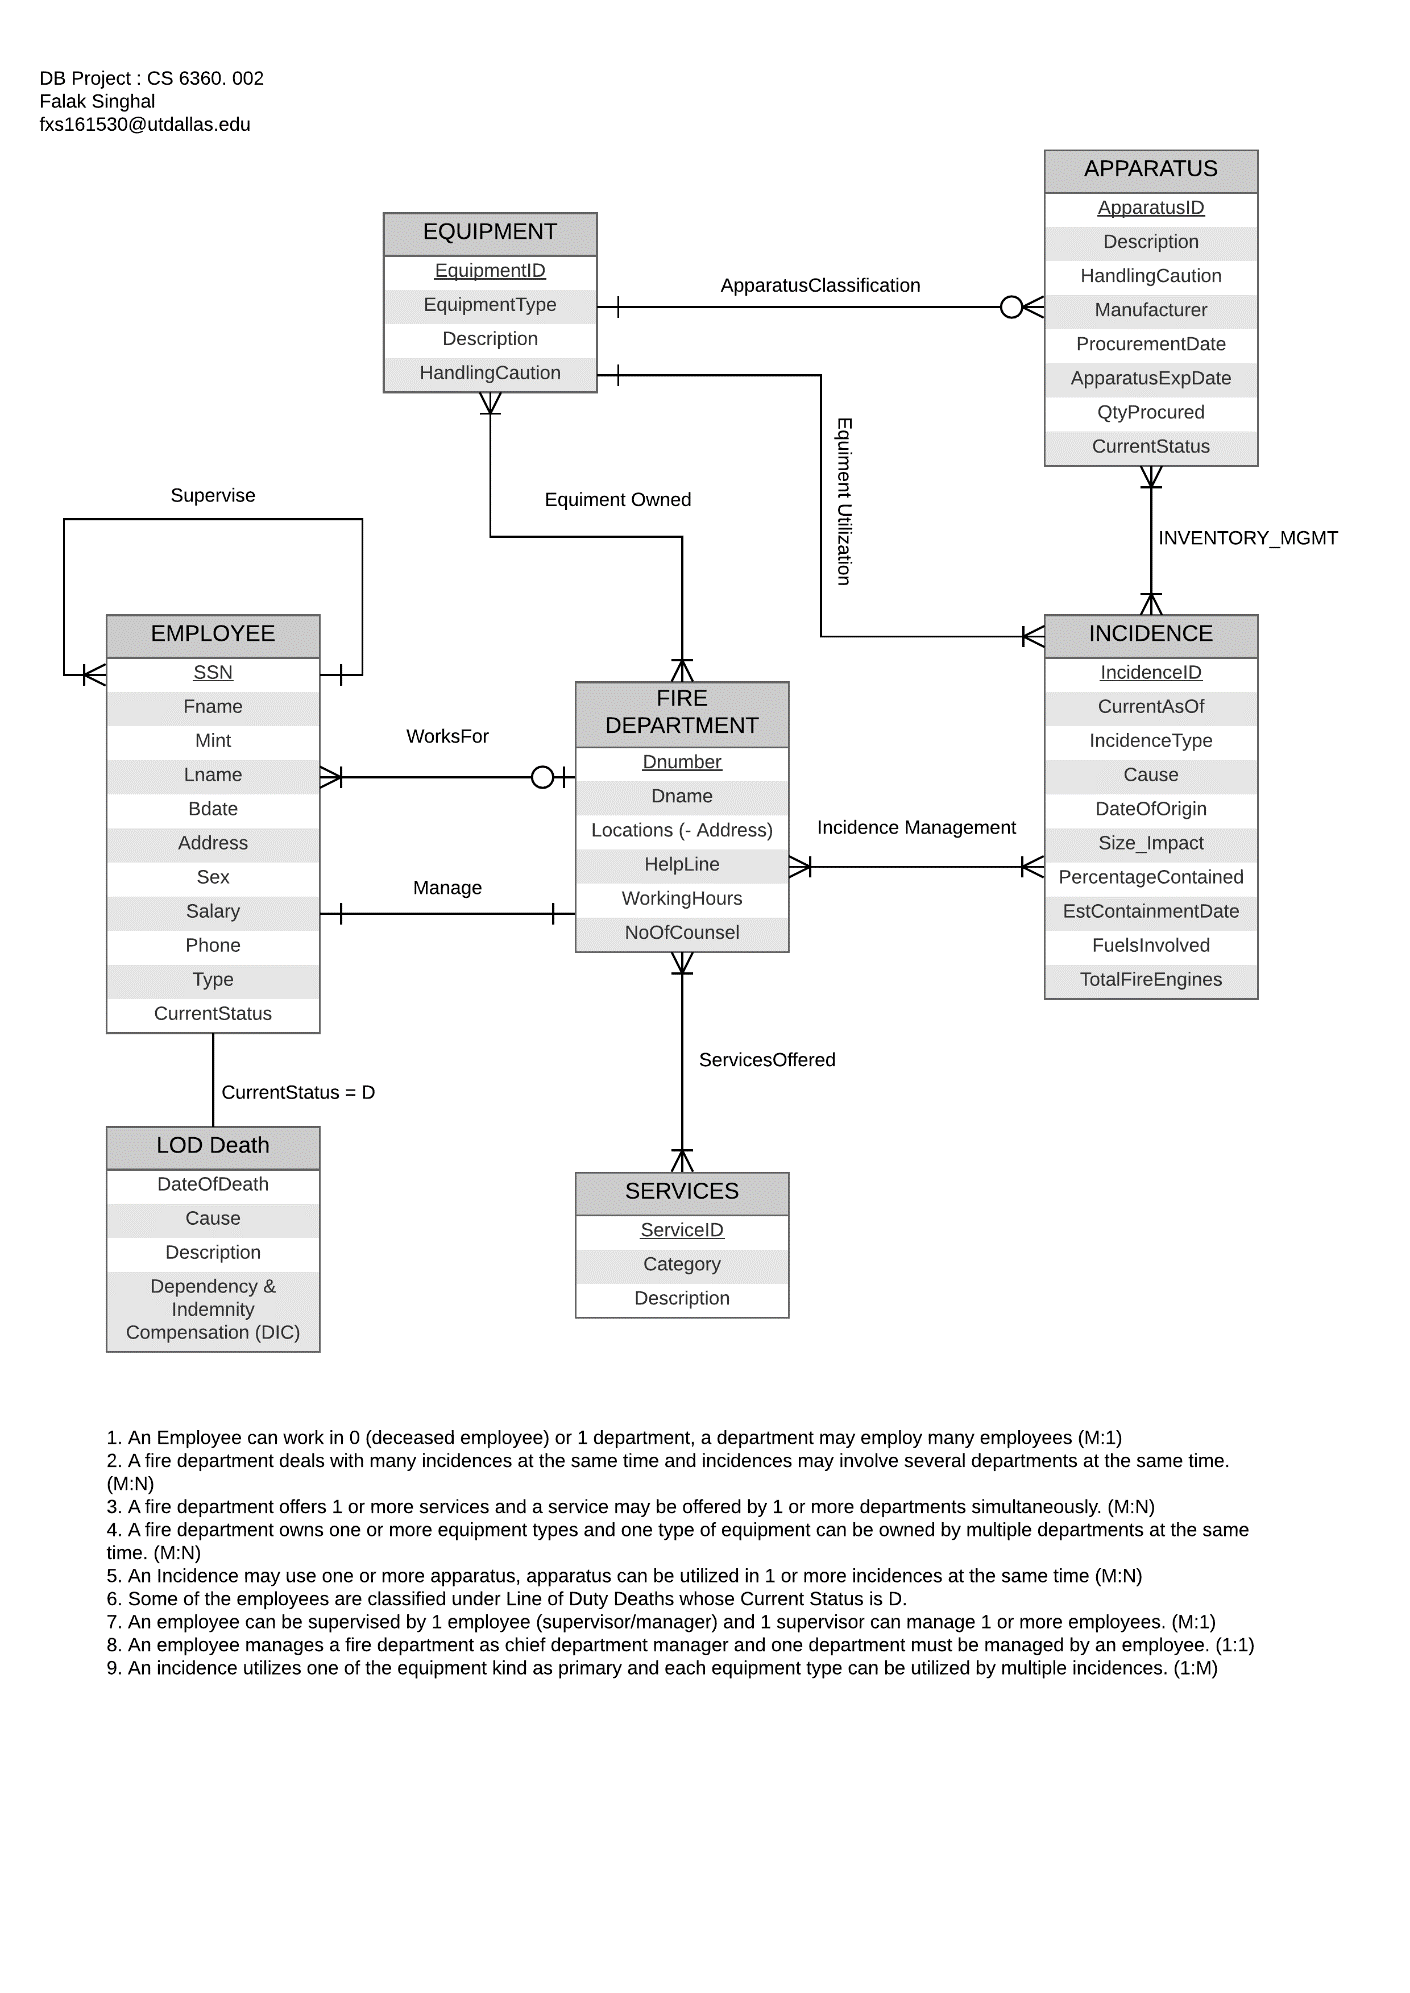 DB Project : CS 6360. 002
Falak Singhal
fxs161530@utdallas.edu
APPARATUS
ApparatusID
Description
HandlingCaution
Manufacturer
ProcurementDate
ApparatusExpDate
QtyProcured
CurrentStatus
EQUIPMENT
EquipmentID
EquipmentType
Description
HandlingCaution
ApparatusClassification
Equiment Utilization
Equiment Owned
INVENTORY_MGMT
Supervise
EMPLOYEE
SSN
Fname
Mint
Lname
Bdate
Address
Sex
Salary
Phone
Type
CurrentStatus
WorksFor
Manage
FIRE
DEPARTMENT
Dnumber
Dname
Locations (- Address)
HelpLine
WorkingHours
NoOfCounsel
Incidence Management
INCIDENCE
IncidenceID
CurrentAsOf
IncidenceType
Cause
DateOfOrigin
Size_Impact
PercentageContained
EstContainmentDate
FuelsInvolved
TotalFireEngines
ServicesOffered
CurrentStatus = D
LOD Death
DateOfDeath
Cause
Description
Dependency &
Indemnity
Compensation (DIC)
SERVICES
ServiceID
Category
Description
1. An Employee can work in 0 (deceased employee) or 1 department, a department may employ many employees (M:1)
2. A fire department deals with many incidences at the same time and incidences may involve several departments at the same time.
(M:N)
3. A fire department offers 1 or more services and a service may be offered by 1 or more departments simultaneously. (M:N)
4. A fire department owns one or more equipment types and one type of equipment can be owned by multiple departments at the same
time. (M:N)
5. An Incidence may use one or more apparatus, apparatus can be utilized in 1 or more incidences at the same time (M:N)
6. Some of the employees are classified under Line of Duty Deaths whose Current Status is D.
7. An employee can be supervised by 1 employee (supervisor/manager) and 1 supervisor can manage 1 or more employees. (M:1)
8. An employee manages a fire department as chief department manager and one department must be managed by an employee. (1:1)
9. An incidence utilizes one of the equipment kind as primary and each equipment type can be utilized by multiple incidences. (1:M)